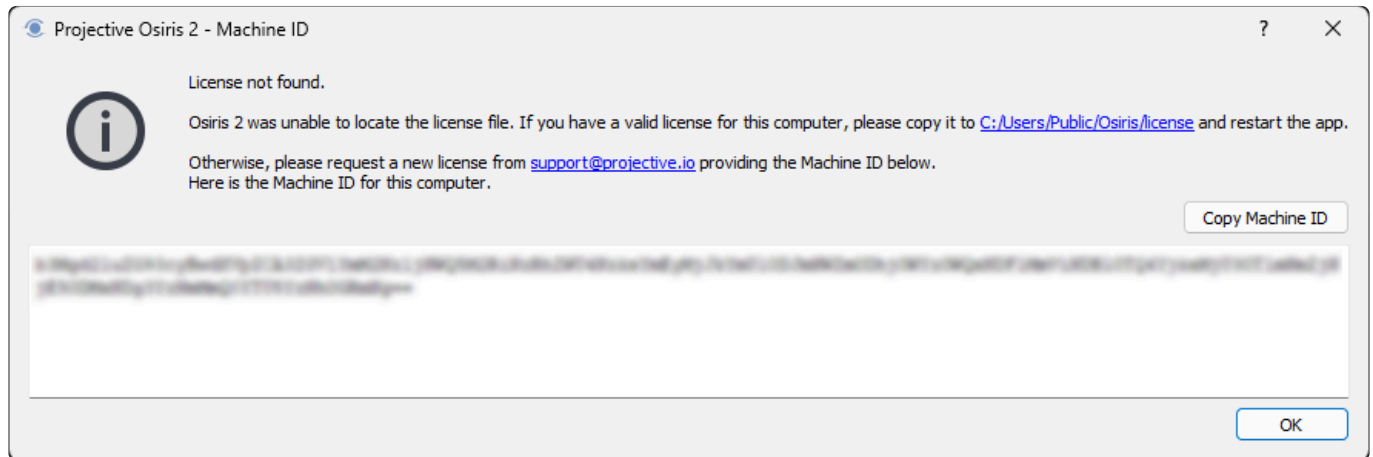 Projective Osiris 2 - Machine ID
?
License not found.
Osiris 2 was unable to locate the license file. If you have a valid license for this computer, please copy it to C:/Users/Public/Osiris/license and restart the app.
Otherwise, please request a new license from support@projective.io providing the Machine ID below.
Here is the Machine ID for this computer.
Copy Machine ID
OK